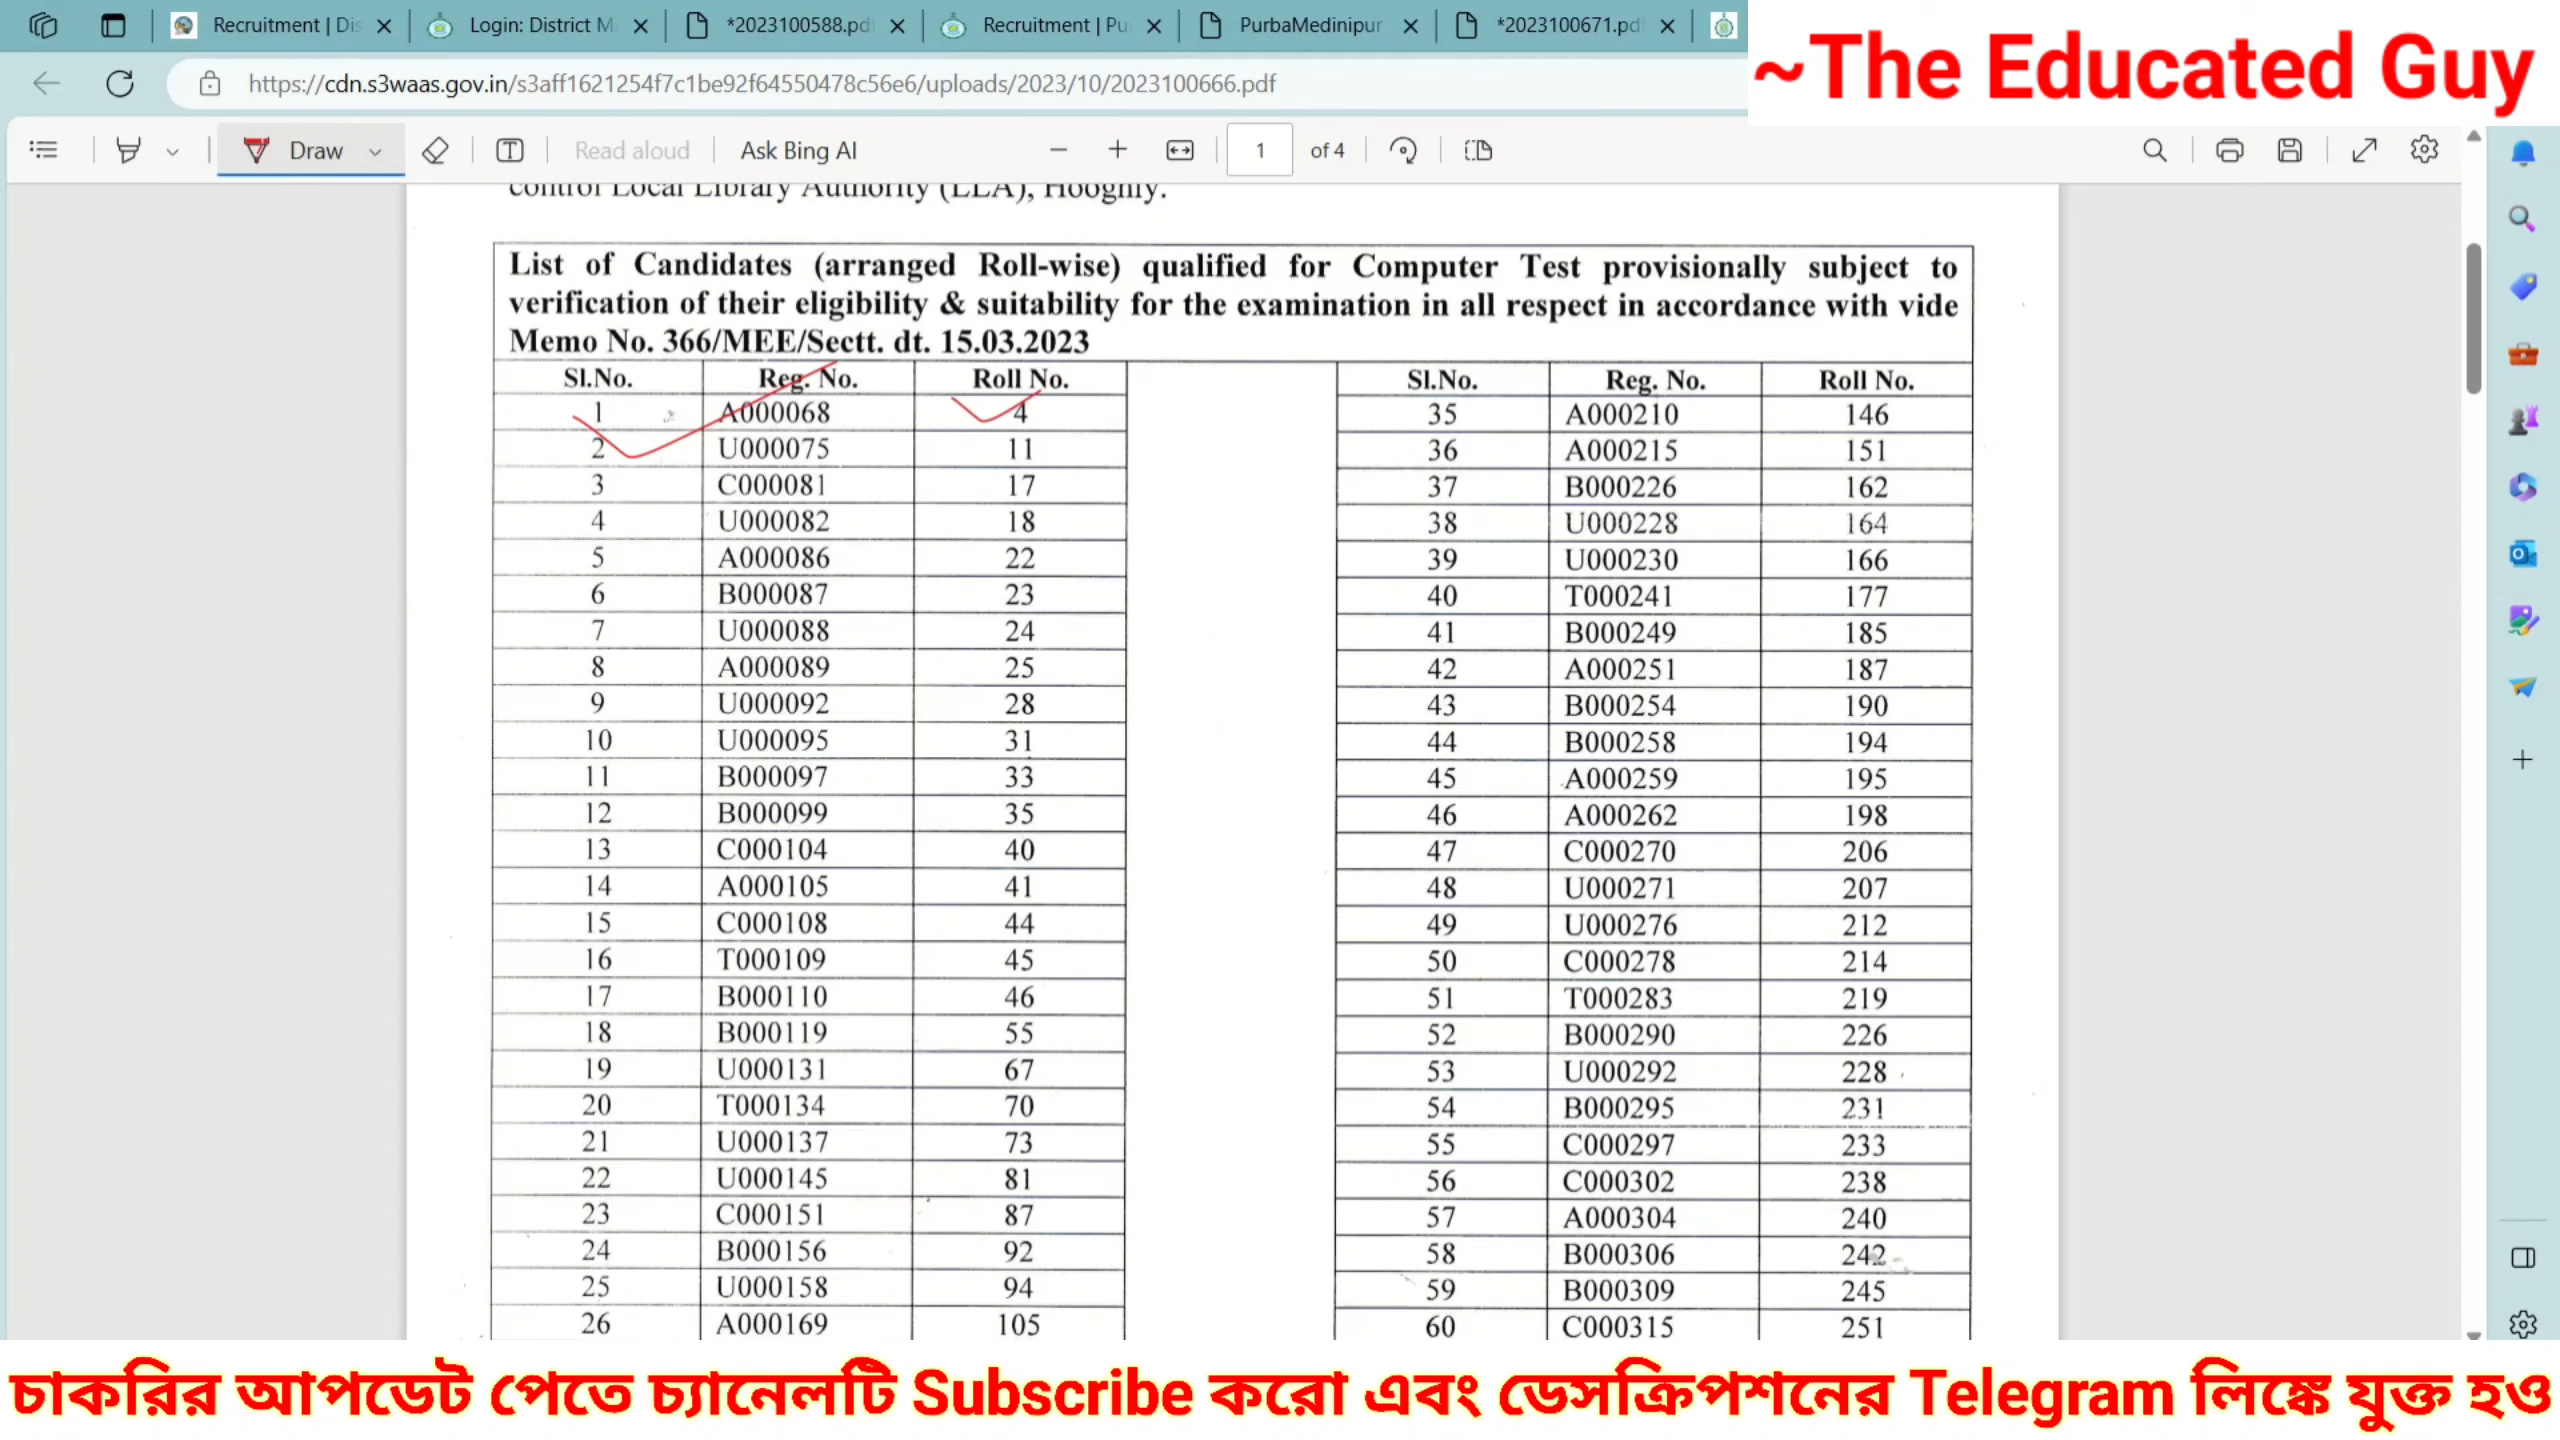 Recruitment | Dis
Login: District Ma
*2023100588.pdf
Recruitment | Pur
PurbaMedinipur
*2023100671.pdf
~The Educated Guy
https://cdn.s3waas.gov.in/s3aff1621254f7c1be92f64550478c56e6/uploads/2023/10/2023100666.pdf
Draw
Read aloud
Ask Bing AI
1 of 4
control Local Library Authority (LLA), Hooghly.
List of Candidates (arranged Roll-wise) qualified for Computer Test provisionally subject to
verification of their eligibility & suitability for the examination in all respect in accordance with vide
Memo No. 366/MEE/Sectt. dt. 15.03.2023
Sl.No. Reg. No. Roll No. Sl.No. Reg. No. Roll No.
1 A000068 4 35 A000210 146
2 U000075 11 36 A000215 151
3 C000081 17 37 B000226 162
4 U000082 18 38 U000228 164
5 A000086 22 39 U000230 166
6 B000087 23 40 T000241 177
7 U000088 24 41 B000249 185
8 A000089 25 42 A000251 187
9 U000092 28 43 B000254 190
10 U000095 31 44 B000258 194
11 B000097 33 45 A000259 195
12 B000099 35 46 A000262 198
13 C000104 40 47 C000270 206
14 A000105 41 48 U000271 207
15 C000108 44 49 U000276 212
16 T000109 45 50 C000278 214
17 B000110 46 51 T000283 219
18 B000119 55 52 B000290 226
19 U000131 67 53 U000292 228
20 T000134 70 54 B000295 231
21 U000137 73 55 C000297 233
22 U000145 81 56 C000302 238
23 C000151 87 57 A000304 240
24 B000156 92 58 B000306 242
25 U000158 94 59 B000309 245
26 A000169 105 60 C000315 251
চাকরির আপডেট পেতে চ্যানেলটি Subscribe করো এবং ডেসক্রিপশনের Telegram লিঙ্কে যুক্ত হও